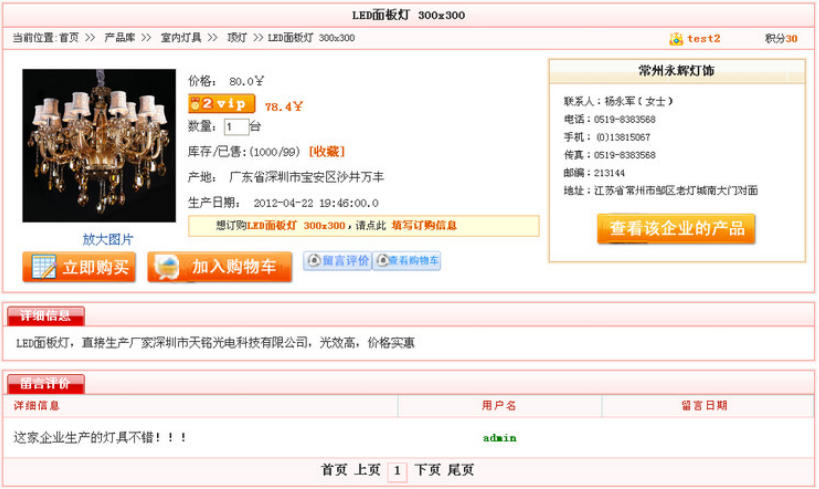 LED面板灯 300x300
当前位置:首页 >> 产品库 >> 室内灯具 >> 顶灯 >> LED面板灯 300x300
test2
积分30
价格： 80.0￥
2 vip 78.4￥
数量： 1 台
库存/已售:(1000/99) [收藏]
产地： 广东省深圳市宝安区沙井万丰
生产日期： 2012-04-22 19:46:00.0
想订购LED面板灯 300x300，请点此 填写订购信息
放大图片
立即购买
加入购物车
留言评价
查看购物车
常州永辉灯饰
联系人：杨永军(女士)
电话：0519-8383568
手机：(0)13815067
传真：0519-8383568
邮编：213144
地址：江苏省常州市邹区老灯城南大门对面
查看该企业的产品
详细信息
LED面板灯，直接生产厂家深圳市天铭光电科技有限公司，光效高，价格实惠
留言评价
详细信息 用户名 留言日期
这家企业生产的灯具不错！！！ admin
首页 上页 1 下页 尾页